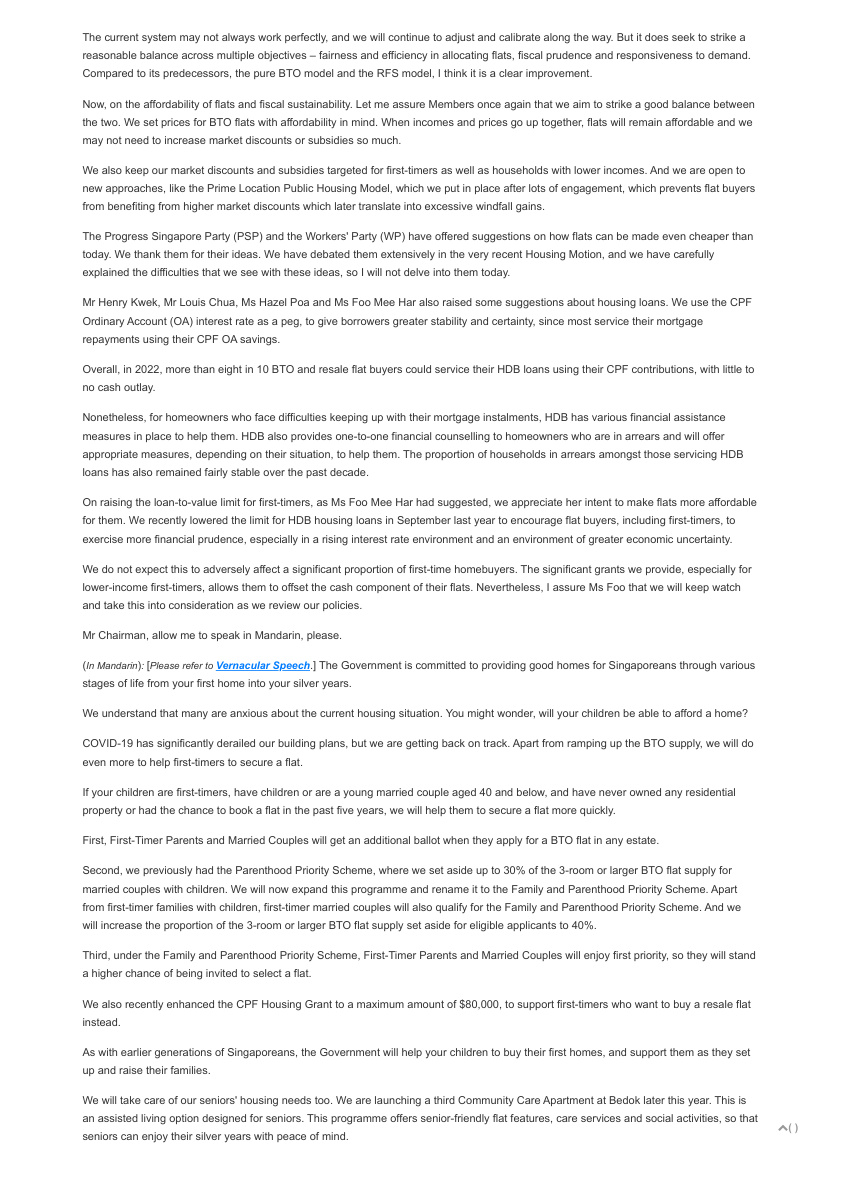 The current system may not always work perfectly, and we will continue to adjust and calibrate along the way. But it does seek to strike a
reasonable balance across multiple objectives – fairness and efficiency in allocating flats, fiscal prudence and responsiveness to demand.
Compared to its predecessors, the pure BTO model and the RFS model, I think it is a clear improvement.
Now, on the affordability of flats and fiscal sustainability. Let me assure Members once again that we aim to strike a good balance between
the two. We set prices for BTO flats with affordability in mind. When incomes and prices go up together, flats will remain affordable and we
may not need to increase market discounts or subsidies so much.
We also keep our market discounts and subsidies targeted for first-timers as well as households with lower incomes. And we are open to
new approaches, like the Prime Location Public Housing Model, which we put in place after lots of engagement, which prevents flat buyers
from benefiting from higher market discounts which later translate into excessive windfall gains.
The Progress Singapore Party (PSP) and the Workers' Party (WP) have offered suggestions on how flats can be made even cheaper than
today. We thank them for their ideas. We have debated them extensively in the very recent Housing Motion, and we have carefully
explained the difficulties that we see with these ideas, so I will not delve into them today.
Mr Henry Kwek, Mr Louis Chua, Ms Hazel Poa and Ms Foo Mee Har also raised some suggestions about housing loans. We use the CPF
Ordinary Account (OA) interest rate as a peg, to give borrowers greater stability and certainty, since most service their mortgage
repayments using their CPF OA savings.
Overall, in 2022, more than eight in 10 BTO and resale flat buyers could service their HDB loans using their CPF contributions, with little to
no cash outlay.
Nonetheless, for homeowners who face difficulties keeping up with their mortgage instalments, HDB has various financial assistance
measures in place to help them. HDB also provides one-to-one financial counselling to homeowners who are in arrears and will offer
appropriate measures, depending on their situation, to help them. The proportion of households in arrears amongst those servicing HDB
loans has also remained fairly stable over the past decade.
On raising the loan-to-value limit for first-timers, as Ms Foo Mee Har had suggested, we appreciate her intent to make flats more affordable
for them. We recently lowered the limit for HDB housing loans in September last year to encourage flat buyers, including first-timers, to
exercise more financial prudence, especially in a rising interest rate environment and an environment of greater economic uncertainty.
We do not expect this to adversely affect a significant proportion of first-time homebuyers. The significant grants we provide, especially for
lower-income first-timers, allows them to offset the cash component of their flats. Nevertheless, I assure Ms Foo that we will keep watch
and take this into consideration as we review our policies.
Mr Chairman, allow me to speak in Mandarin, please.
(In Mandarin): [Please refer to Vernacular Speech.] The Government is committed to providing good homes for Singaporeans through various
stages of life from your first home into your silver years.
We understand that many are anxious about the current housing situation. You might wonder, will your children be able to afford a home?
COVID-19 has significantly derailed our building plans, but we are getting back on track. Apart from ramping up the BTO supply, we will do
even more to help first-timers to secure a flat.
If your children are first-timers, have children or are a young married couple aged 40 and below, and have never owned any residential
property or had the chance to book a flat in the past five years, we will help them to secure a flat more quickly.
First, First-Timer Parents and Married Couples will get an additional ballot when they apply for a BTO flat in any estate.
Second, we previously had the Parenthood Priority Scheme, where we set aside up to 30% of the 3-room or larger BTO flat supply for
married couples with children. We will now expand this programme and rename it to the Family and Parenthood Priority Scheme. Apart
from first-timer families with children, first-timer married couples will also qualify for the Family and Parenthood Priority Scheme. And we
will increase the proportion of the 3-room or larger BTO flat supply set aside for eligible applicants to 40%.
Third, under the Family and Parenthood Priority Scheme, First-Timer Parents and Married Couples will enjoy first priority, so they will stand
a higher chance of being invited to select a flat.
We also recently enhanced the CPF Housing Grant to a maximum amount of $80,000, to support first-timers who want to buy a resale flat
instead.
As with earlier generations of Singaporeans, the Government will help your children to buy their first homes, and support them as they set
up and raise their families.
We will take care of our seniors' housing needs too. We are launching a third Community Care Apartment at Bedok later this year. This is
an assisted living option designed for seniors. This programme offers senior-friendly flat features, care services and social activities, so that
seniors can enjoy their silver years with peace of mind.
( )